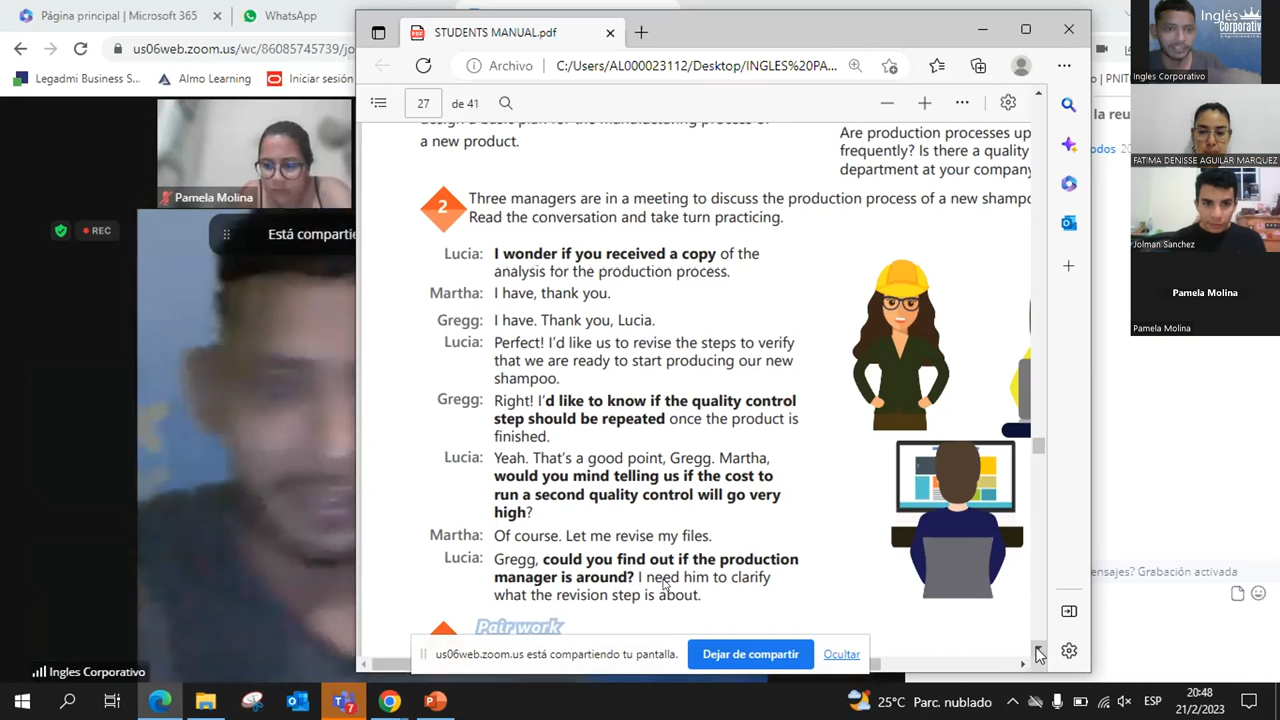 Página principal | Microsoft 365
WhatsApp
us06web.zoom.us/wc/86085745739/jo
Legadmi Business S...
Almo Learning
Iniciar sesión
STUDENTS MANUAL.pdf
Archivo
C:/Users/AL000023112/Desktop/INGLES%20PA...
27
de 41
Pamela Molina
REC
Está compartie
a new product.
Are production processes up
frequently? Is there a quality
department at your company
2
Three managers are in a meeting to discuss the production process of a new shampo
Read the conversation and take turn practicing.
Lucia: I wonder if you received a copy of the
analysis for the production process.
Martha: I have, thank you.
Gregg: I have. Thank you, Lucia.
Lucia: Perfect! I'd like us to revise the steps to verify
that we are ready to start producing our new
shampoo.
Gregg: Right! I'd like to know if the quality control
step should be repeated once the product is
finished.
Lucia: Yeah. That's a good point, Gregg. Martha,
would you mind telling us if the cost to
run a second quality control will go very
high?
Martha: Of course. Let me revise my files.
Lucia: Gregg, could you find out if the production
manager is around? I need him to clarify
what the revision step is about.
Pair work
us06web.zoom.us está compartiendo tu pantalla.
Dejar de compartir
Ocultar
Ingles Corporativo
Inglés
Corporativo
Ingles Corporativo
PNIT
la reu
odos
FATIMA DENISSE AGUILAR MARQUEZ
Jolman Sanchez
Pamela Molina
Pamela Molina
ensajes? Grabación activada
7
25°C Parc. nublado
ESP
20:48
21/2/2023